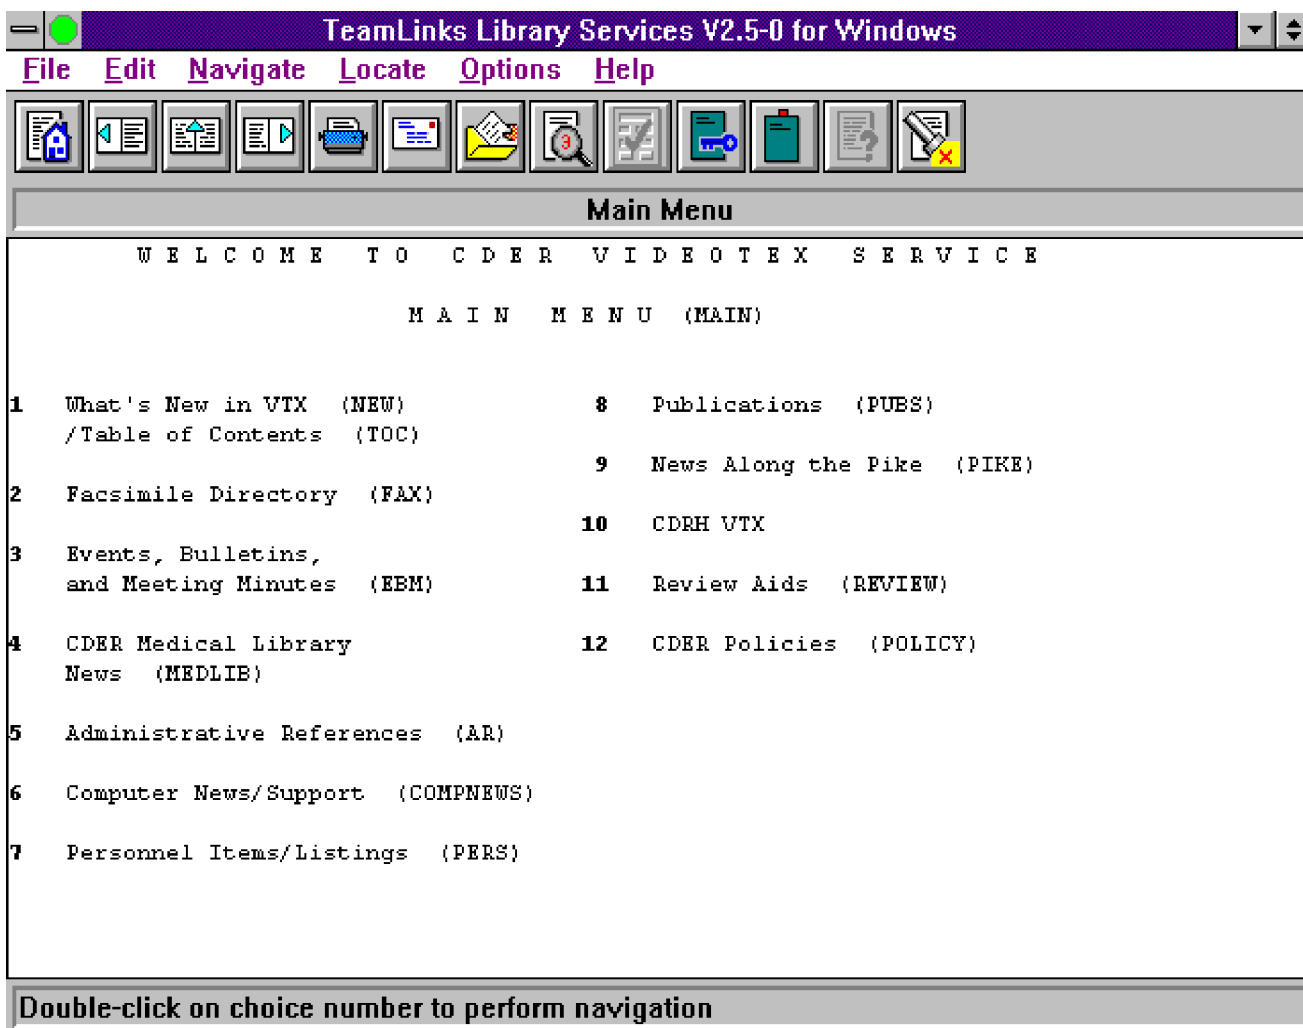 TeamLinks Library Services V2.5-0 for Windows
File Edit Navigate Locate Options Help
3
Main Menu
W E L C O M E T O C D E R V I D E O T E X S E R V I C E
M A I N M E N U (MAIN)
1 What's New in VTX (NEW)
/Table of Contents (TOC)
2 Facsimile Directory (FAX)
3 Events, Bulletins,
and Meeting Minutes (EBM)
4 CDER Medical Library
News (MEDLIB)
5 Administrative References (AR)
6 Computer News/Support (COMPNEWS)
7 Personnel Items/Listings (PERS)
8 Publications (PUBS)
9 News Along the Pike (PIKE)
10 CDRH VTX
11 Review Aids (REVIEW)
12 CDER Policies (POLICY)
Double-click on choice number to perform navigation